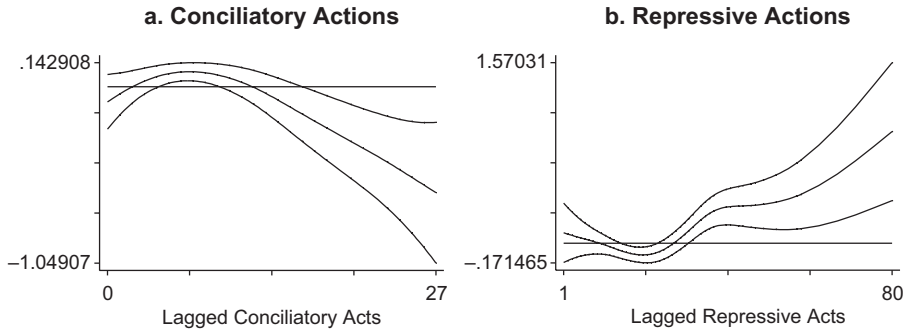 a. Conciliatory Actions
.142908
–1.04907
0
27
Lagged Conciliatory Acts
b. Repressive Actions
1.57031
–.171465
1
80
Lagged Repressive Acts